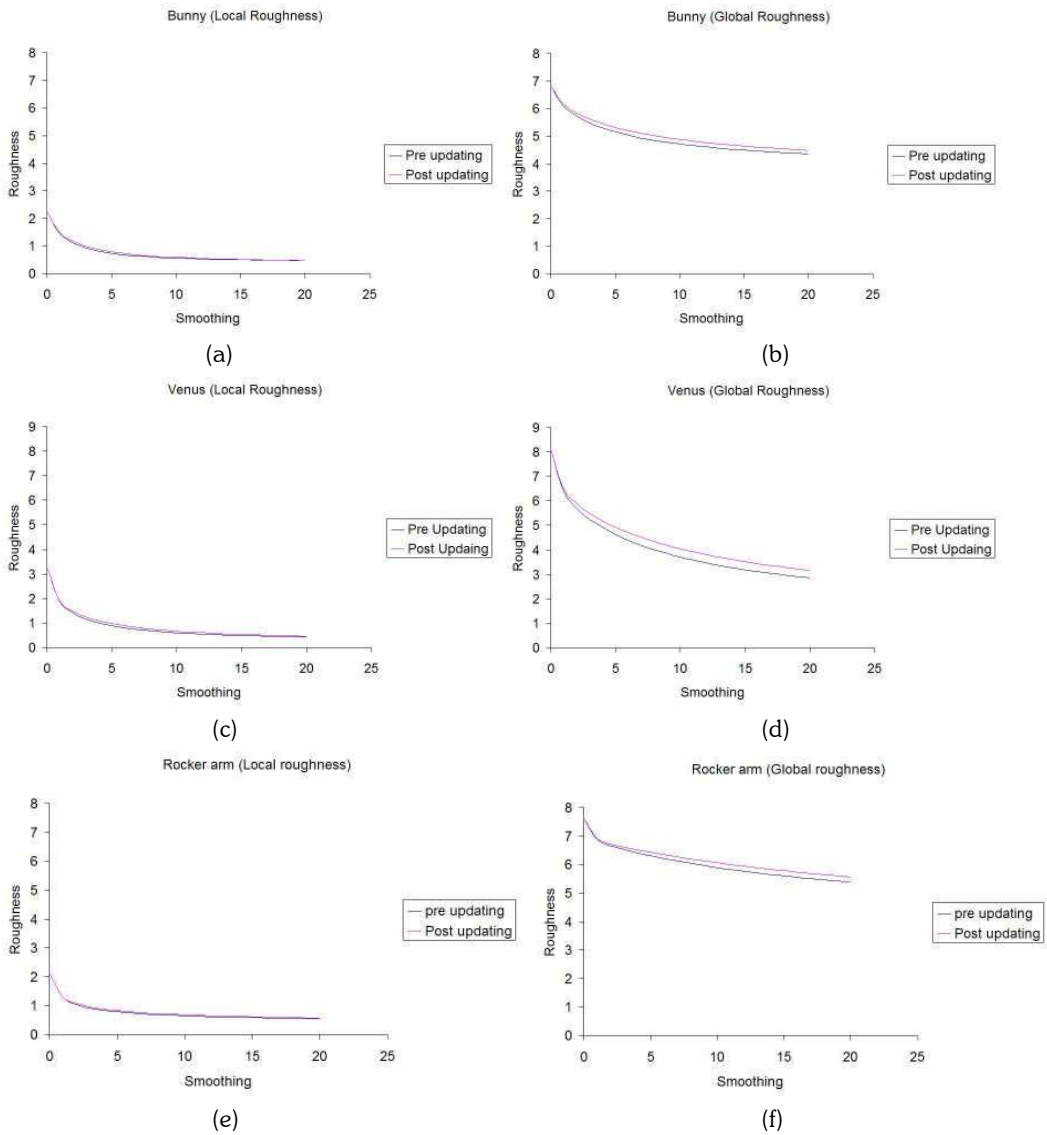 Bunny (Local Roughness)
8
7
6
5
4
3
2
1
0
Roughness
0 5 10 15 20 25
Smoothing
Pre updating
Post updating
(a)
Bunny (Global Roughness)
8
7
6
5
4
3
2
1
0
Roughness
0 5 10 15 20 25
Smoothing
Pre updating
Post updating
(b)
Venus (Local Roughness)
9
8
7
6
5
4
3
2
1
0
Roughness
0 5 10 15 20 25
Smoothing
Pre Updating
Post Updaing
(c)
Venus (Global Roughness)
9
8
7
6
5
4
3
2
1
0
Roughness
0 5 10 15 20 25
Smoothing
Pre Updating
Post Updaing
(d)
Rocker arm (Local roughness)
8
7
6
5
4
3
2
1
0
Roughness
0 5 10 15 20 25
Smoothing
pre updating
Post updating
(e)
Rocker arm (Global roughness)
8
7
6
5
4
3
2
1
0
Roughness
0 5 10 15 20 25
Smoothing
pre updating
Post updating
(f)